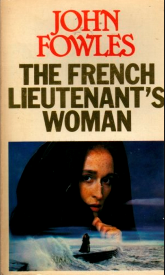 JOHN
FOWLES
THE FRENCH
LIEUTENANT'S
WOMAN